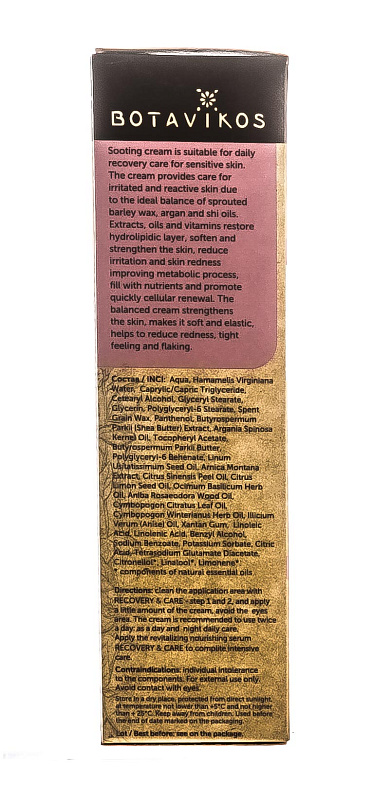 BOTAVIKOS
Sooting cream is suitable for daily
recovery care for sensitive skin.
The cream provides care for
irritated and reactive skin due
to the ideal balance of sprouted
barley wax, argan and shi oils.
Extracts, oils and vitamins restore
hydrolipidic layer, soften and
strengthen the skin, reduce
irritation and skin redness
improving metabolic process,
fill with nutrients and promote
quickly cellular renewal. The
balanced cream strengthens
the skin, makes it soft and elastic,
helps to reduce redness, tight
feeling and flaking.
Состав / INCI: Aqua, Hamamelis Virginiana
Water, Caprylic/Capric Triglyceride,
Cetearyl Alcohol, Glyceryl Stearate,
Glycerin, Polyglyceryl-6 Stearate, Spent
Grain Wax, Panthenol, Butyrospermum
Parkii (Shea Butter) Extract, Argania Spinosa
Kernel Oil, Tocopheryl Acetate,
Butyrospermum Parkii Butter,
Polyglyceryl-6 Behenate, Linum
Usitatissimum Seed Oil, Arnica Montana
Extract, Citrus Sinensis Peel Oil, Citrus
Limon Seed Oil, Ocimum Basilicum Herb
Oil, Aniba Rosaeodora Wood Oil,
Cymbopogon Citratus Leaf Oil,
Cymbopogon Winterianus Herb Oil, Illicium
Verum (Anise) Oil, Xantan Gum, Linoleic
Acid, Linolenic Acid, Benzyl Alcohol,
Sodium Benzoate, Potassium Sorbate, Citric
Acid, Tetrasodium Glutamate Diacetate,
Citronellol*, Linalool*, Limonene*.
* components of natural essential oils
Directions: clean the application area with
RECOVERY & CARE - step 1 and 2, and apply
a little amount of the cream, avoid the eyes
area. The cream is recommended to use twice
a day: as a day and night daily care.
Apply the revitalizing nourishing serum
RECOVERY & CARE to complite intensive
care.
Contraindications: individual intolerance
to the components. For external use only.
Avoid contact with eyes.
Store in a dry place, protected from direct sunlight,
at temperature not lower than +5°C and not higher
than + 25°C. Keep away from children. Used before
the end of date marked on the packaging.
Lot / Best before: see on the package.